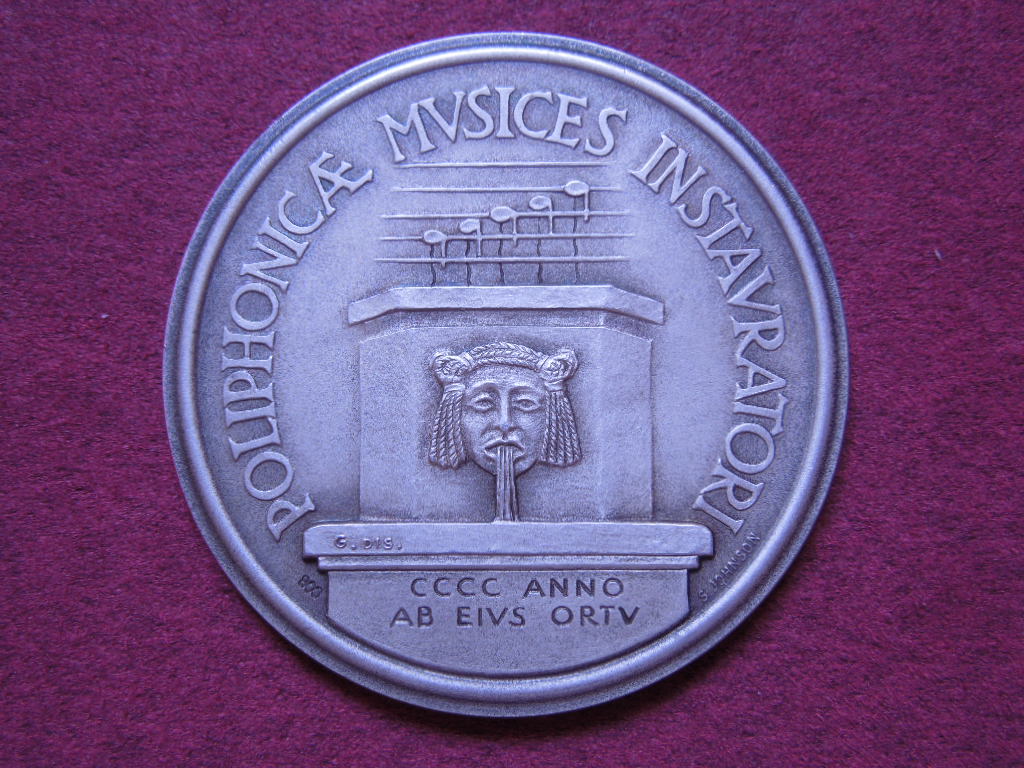 POLIPHONICÆ MVSICES INSTAVRATORI
G. DIS.
CCCC ANNO
AB EIVS ORTV
800
S. JOHNSON